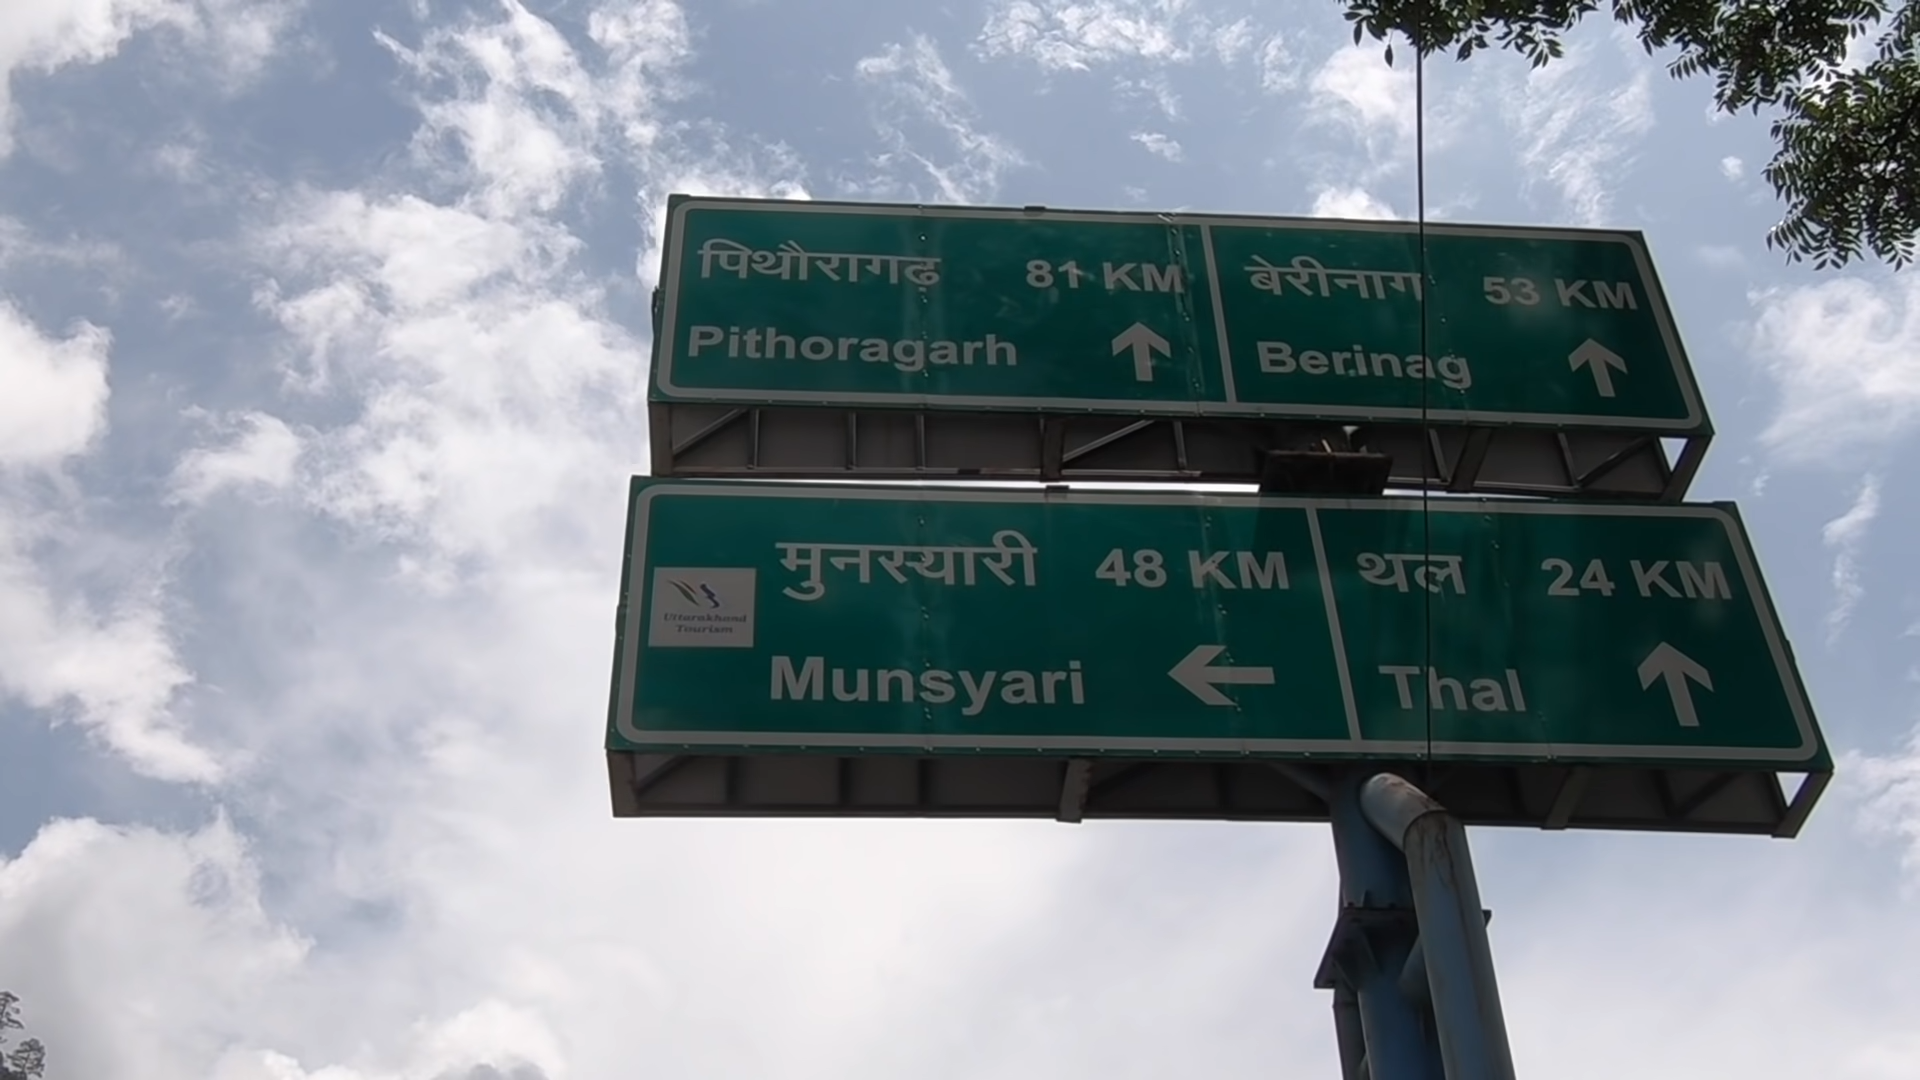 पिथौरागढ़ 81 KM
Pithoragarh
बेरीनाग 53 KM
Berinag
मुनस्यारी 48 KM
Munsyari
Uttarakhand
Tourism
थल 24 KM
Thal